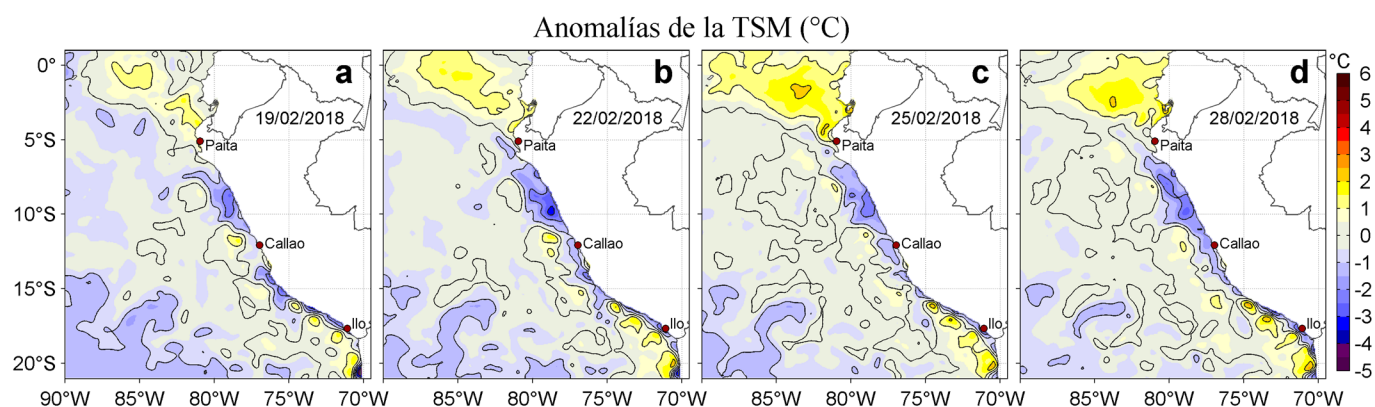 Anomalías de la TSM (°C)
a b c d
°C
19/02/2018 22/02/2018 25/02/2018 28/02/2018
Paita Paita Paita Paita
Callao Callao Callao Callao
Ilo Ilo Ilo Ilo
0°
5°S
10°S
15°S
20°S
90°W 85°W 80°W 75°W 70°W 85°W 80°W 75°W 70°W 85°W 80°W 75°W 70°W 85°W 80°W 75°W 70°W
6
5
4
3
2
1
0
-1
-2
-3
-4
-5